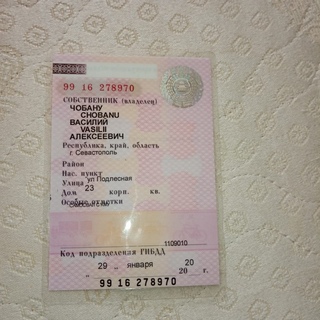 99 16 278970
СОБСТВЕННИК (владелец)
ЧОБАНУ
CHOBANU
ВАСИЛИЙ
VASILII
АЛЕКСЕЕВИЧ
Республика, край, область
г. Севастополь
Район
Нас. пункт
Улица ул Подлесная
Дом 23 корп. кв.
Особые отметки
Код подразделения ГИБДД 1109010
" 29 " января 20 20 г.
99 16 278970